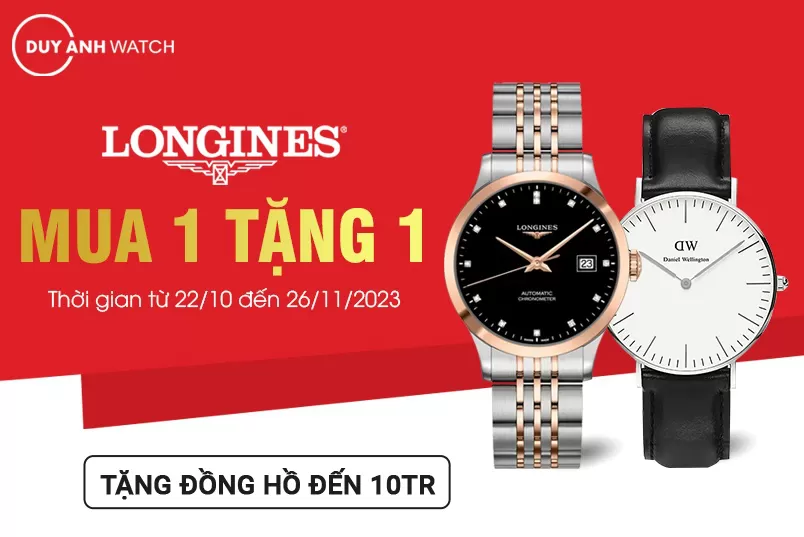 DUY ANH WATCH
LONGINES®
MUA 1 TẶNG 1
Thời gian từ 22/10 đến 26/11/2023
LONGINES
23
AUTOMATIC
CHRONOMETER
DW
Daniel Wellington
TẶNG ĐỒNG HỒ ĐẾN 10TR